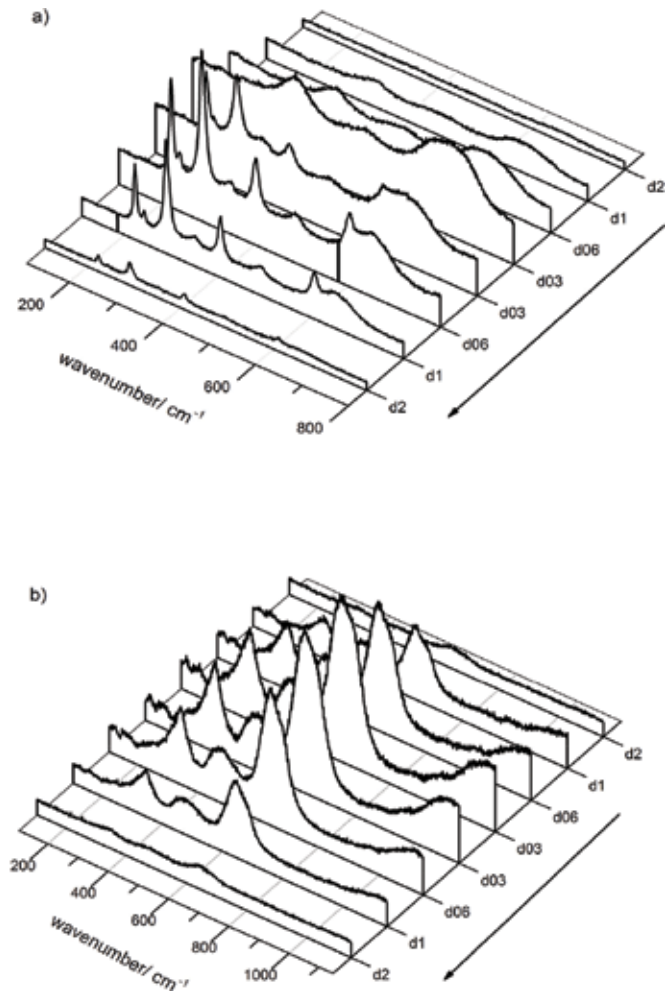 a)
d2
d1
d06
d03
d03
d06
d1
d2
200
400
600
800
wavenumber/ cm⁻¹
b)
d2
d1
d06
d03
d03
d06
d1
d2
200
400
600
800
1000
wavenumber/ cm⁻¹